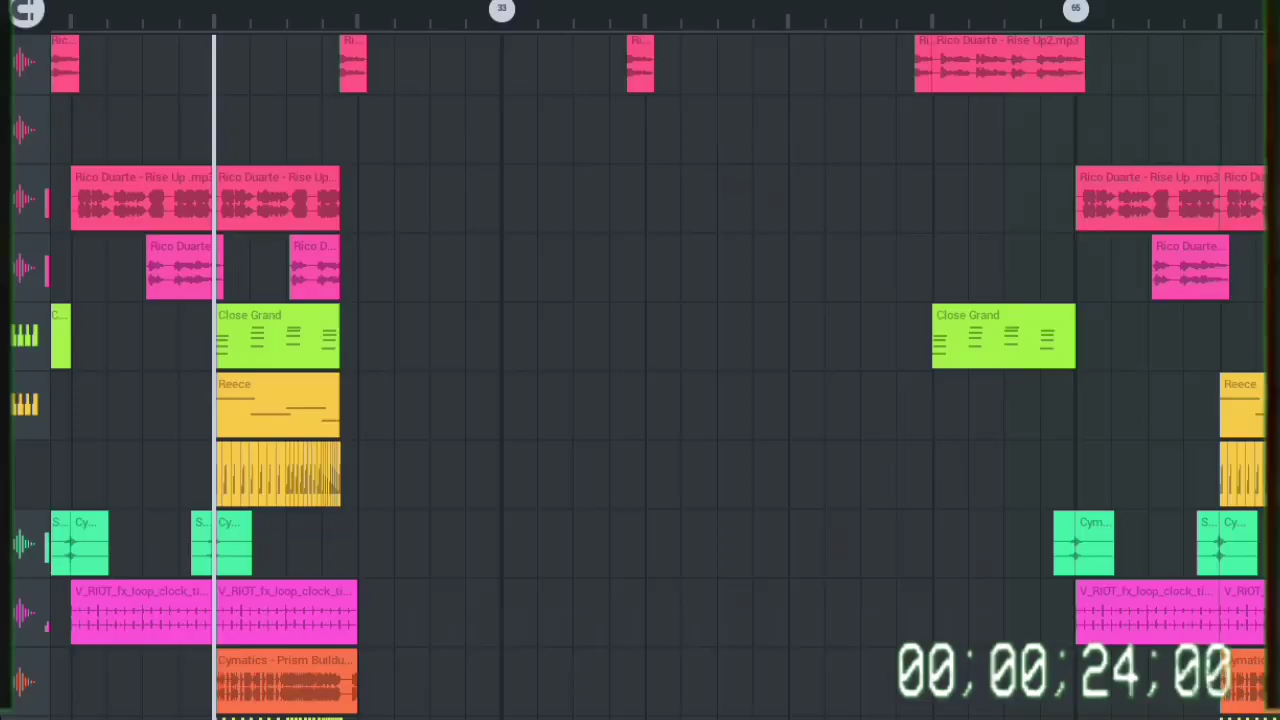 33 65
Ric... Ri... Ri... Ri... Rico Duarte - Rise Up2.mp3
Rico Duarte - Rise Up .mp3 Rico Duarte - Rise Up... Rico Duarte - Rise Up .mp3 Rico Du
Rico Duarte Rico D... Rico Duarte...
C... Close Grand Close Grand
Reece Reece
S... Cy... S... Cy... Cym... S... Cy...
V_RIOT_fx_loop_clock_ti... V_RIOT_fx_loop_clock_ti... V_RIOT_fx_loop_clock_ti... V_RIOT_
Cymatics - Prism Buildu... ymatic
00;00;24;00